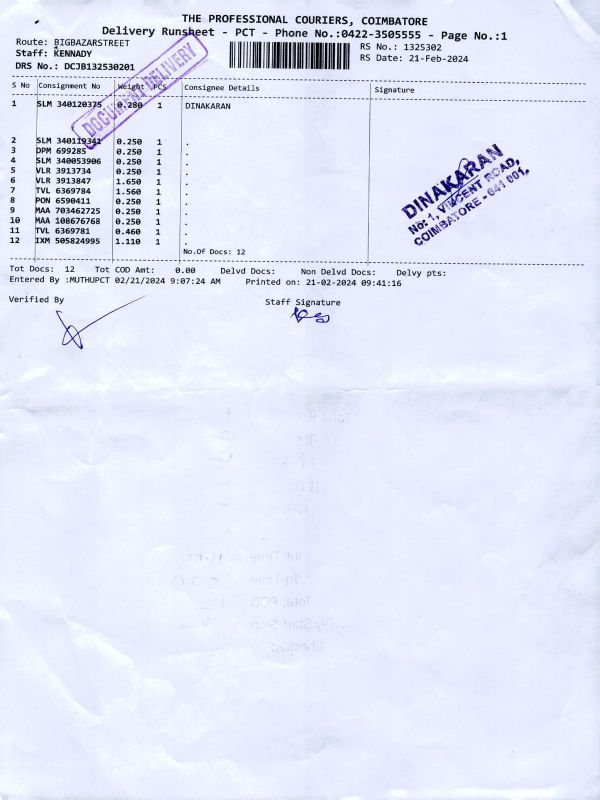 THE PROFESSIONAL COURIERS, COIMBATORE
Delivery Runsheet - PCT - Phone No.:0422-3505555 - Page No.:1
Route: BIGBAZARSTREET
RS No.: 1325302
Staff: KENNADY
RS Date: 21-Feb-2024
DRS No.: DCJB132530201
S No Consignment No Weight PCS Consignee Details Signature
1 SLM 340120375 0.280 1 DINAKARAN
DOCUMENT DELIVERY
2 SLM 340119341 0.250 1 .
3 DPM 699285 0.250 1 .
4 SLM 340053906 0.250 1 .
5 VLR 3913734 0.250 1 .
6 VLR 3913847 1.650 1 .
7 TVL 6369784 1.560 1 .
8 PON 6590411 0.250 1 .
9 MAA 703462725 0.250 1 .
10 MAA 108676768 0.250 1 .
11 TVL 6369781 0.460 1 .
12 IXM 505824995 1.110 1 .
No.Of Docs: 12
DINAKARAN
No: 1, VINCENT ROAD,
COIMBATORE - 641 001.
Tot Docs: 12 Tot COD Amt: 0.00 Delvd Docs: Non Delvd Docs: Delvy pts:
Entered By :MUTHUPCT 02/21/2024 9:07:24 AM Printed on: 21-02-2024 09:41:16
Verified By
Staff Signature